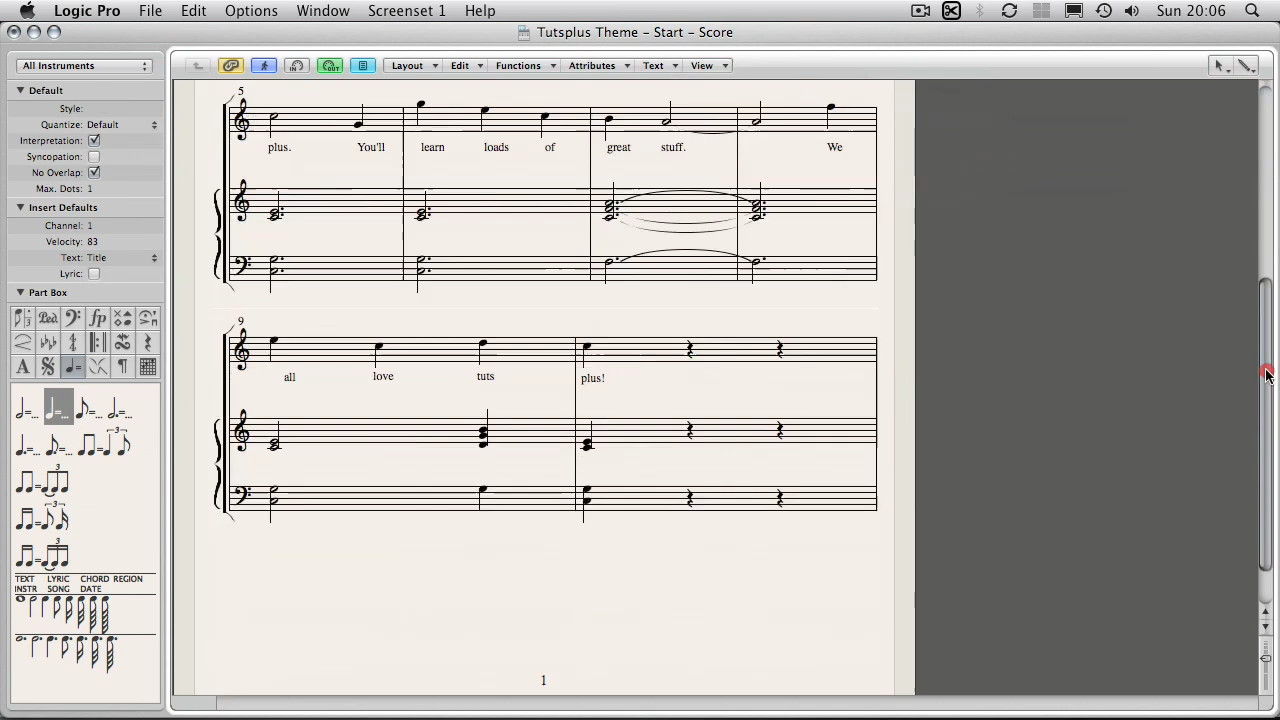 Logic Pro File Edit Options Window Screenset 1 Help Sun 20:06
Tutsplus Theme – Start – Score
All Instruments Layout Edit Functions Attributes Text View
IN OUT
Default
Style:
Quantize: Default
Interpretation:
Syncopation:
No Overlap:
Max. Dots: 1
Insert Defaults
Channel: 1
Velocity: 83
Text: Title
Lyric:
Part Box
5
plus. You'll learn loads of great stuff. We
9
all love tuts plus!
TEXT LYRIC CHORD REGION
INSTR SONG DATE
1